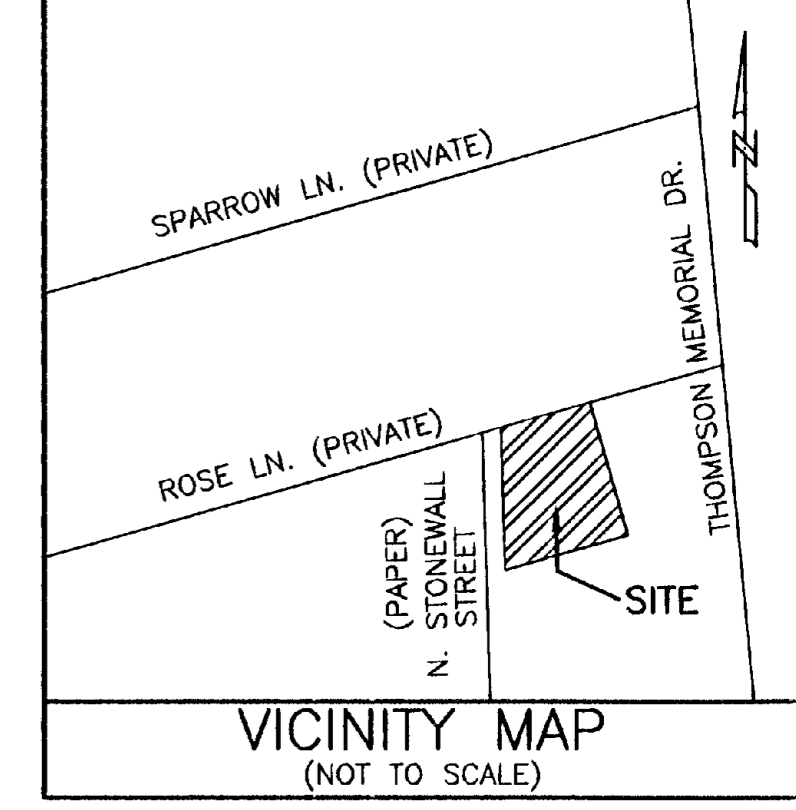 SPARROW LN. (PRIVATE)
N
THOMPSON MEMORIAL DR.
ROSE LN. (PRIVATE)
(PAPER)
N. STONEWALL
STREET
SITE
VICINITY MAP
(NOT TO SCALE)